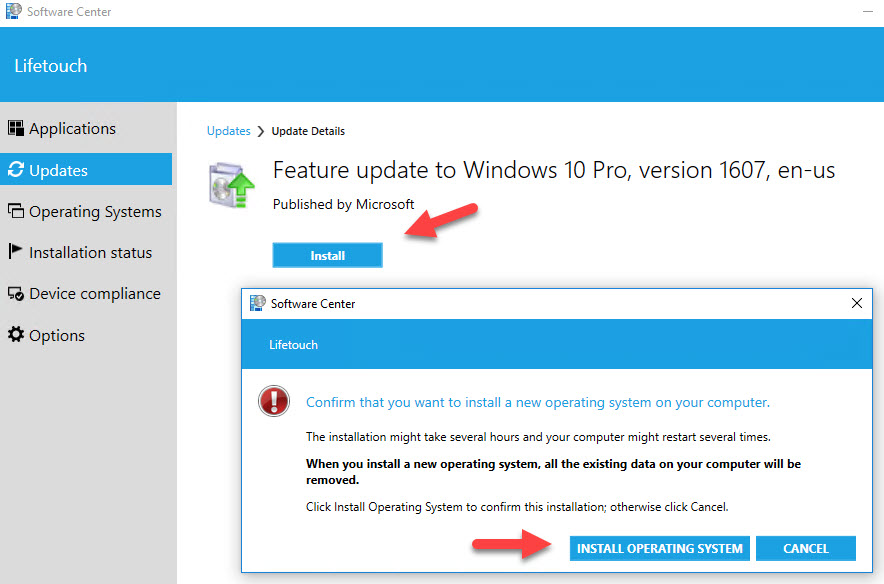 Software Center
Lifetouch
Applications
Updates
Operating Systems
Installation status
Device compliance
Options
Updates ❯ Update Details
Feature update to Windows 10 Pro, version 1607, en-us
Published by Microsoft
Install
Software Center
Lifetouch
Confirm that you want to install a new operating system on your computer.
The installation might take several hours and your computer might restart several times.
When you install a new operating system, all the existing data on your computer will be
removed.
Click Install Operating System to confirm this installation; otherwise click Cancel.
INSTALL OPERATING SYSTEM
CANCEL